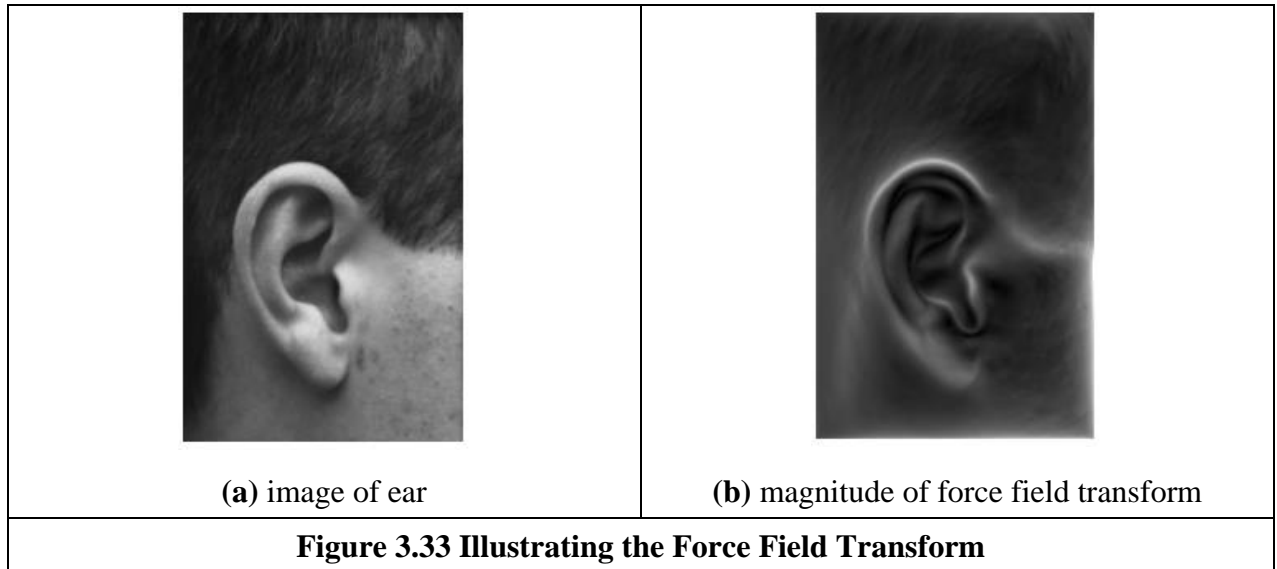 (a) image of ear
(b) magnitude of force field transform
Figure 3.33 Illustrating the Force Field Transform